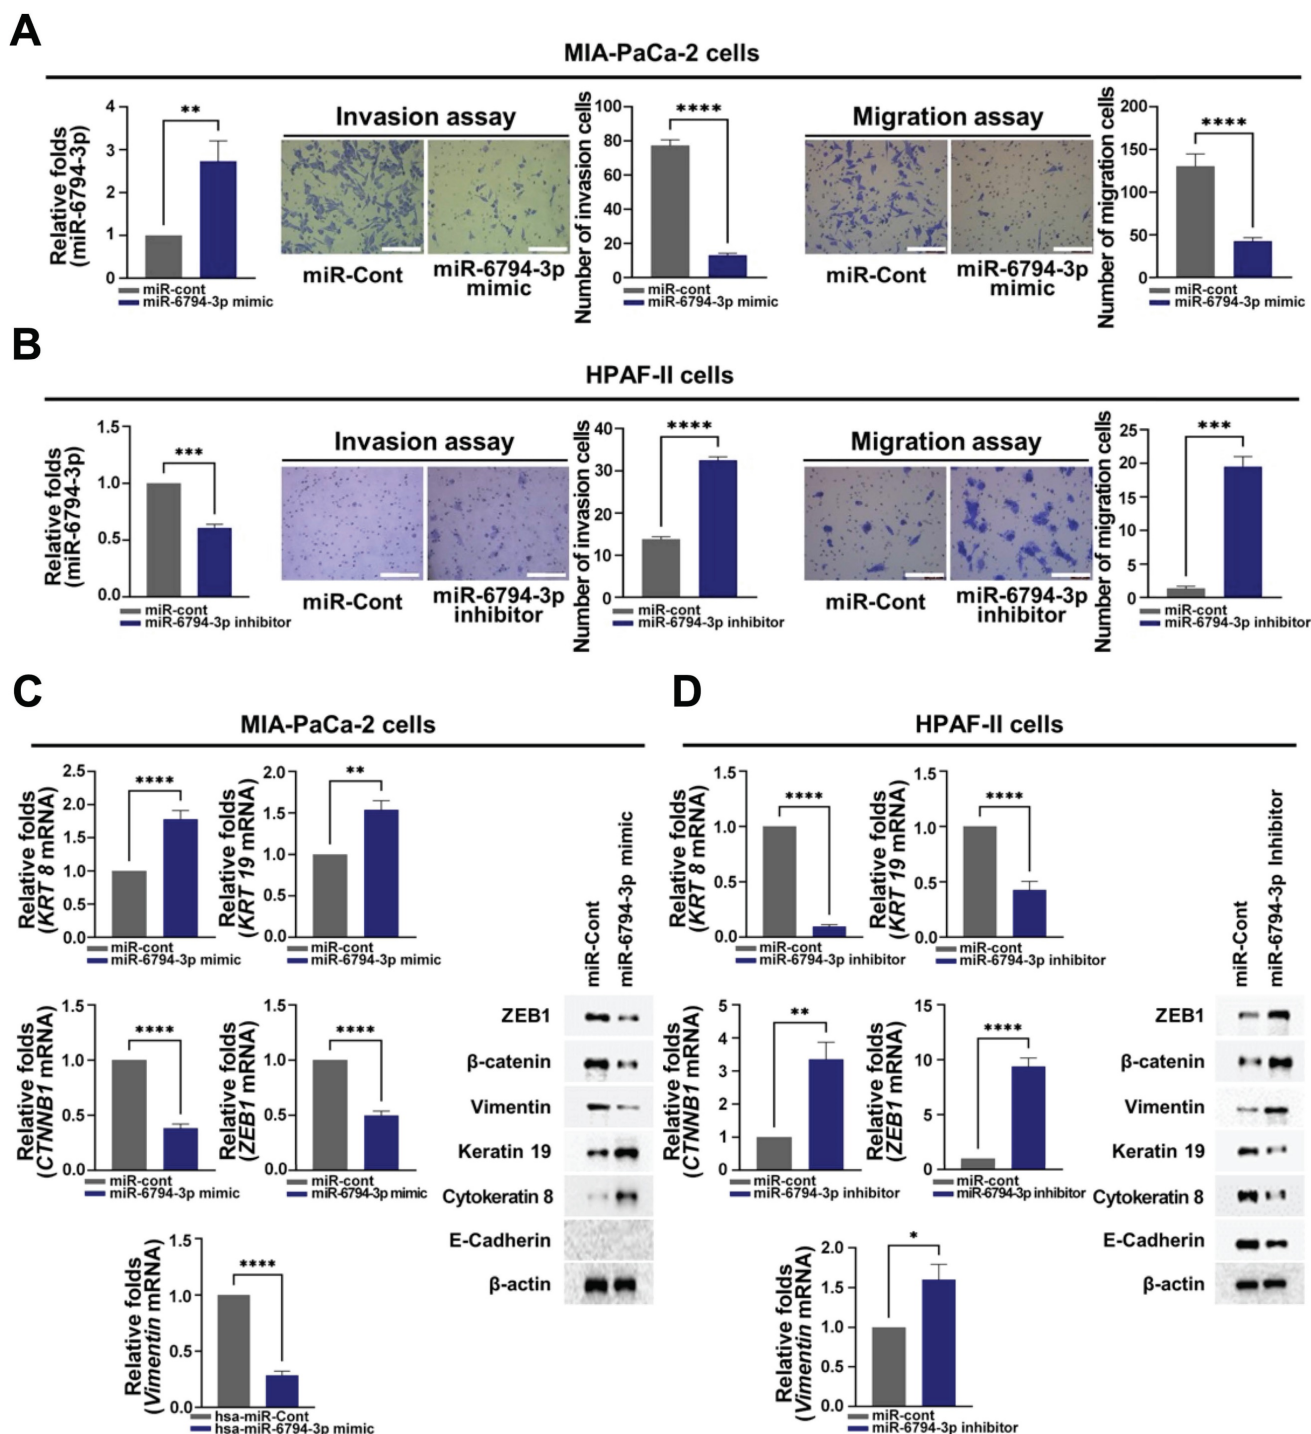 A
MIA-PaCa-2 cells
Relative folds
(miR-6794-3p)
4
3
2
1
0
**
miR-cont
miR-6794-3p mimic
Invasion assay
miR-Cont
miR-6794-3p
mimic
Number of invasion cells
100
80
60
40
20
0
****
miR-cont
miR-6794-3p mimic
Migration assay
miR-Cont
miR-6794-3p
mimic
Number of migration cells
200
150
100
50
0
****
miR-cont
miR-6794-3p mimic
B
HPAF-II cells
Relative folds
(miR-6794-3p)
1.5
1.0
0.5
0.0
***
miR-cont
miR-6794-3p inhibitor
Invasion assay
miR-Cont
miR-6794-3p
inhibitor
Number of invasion cells
40
30
20
10
0
****
miR-cont
miR-6794-3p inhibitor
Migration assay
miR-Cont
miR-6794-3p
inhibitor
Number of migration cells
25
20
15
10
5
0
***
miR-cont
miR-6794-3p inhibitor
C
MIA-PaCa-2 cells
Relative folds
(KRT 8 mRNA)
2.5
2.0
1.5
1.0
0.5
0.0
****
miR-cont
miR-6794-3p mimic
Relative folds
(KRT 19 mRNA)
2.0
1.5
1.0
0.5
0.0
**
miR-cont
miR-6794-3p mimic
Relative folds
(CTNNB1 mRNA)
1.5
1.0
0.5
0.0
****
miR-cont
miR-6794-3p mimic
Relative folds
(ZEB1 mRNA)
1.5
1.0
0.5
0.0
****
miR-cont
miR-6794-3p mimic
Relative folds
(Vimentin mRNA)
1.5
1.0
0.5
0.0
****
hsa-miR-Cont
hsa-miR-6794-3p mimic
miR-Cont
miR-6794-3p mimic
ZEB1
β-catenin
Vimentin
Keratin 19
Cytokeratin 8
E-Cadherin
β-actin
D
HPAF-II cells
Relative folds
(KRT 8 mRNA)
1.5
1.0
0.5
0.0
****
miR-cont
miR-6794-3p inhibitor
Relative folds
(KRT 19 mRNA)
1.5
1.0
0.5
0.0
****
miR-cont
miR-6794-3p inhibitor
Relative folds
(CTNNB1 mRNA)
5
4
3
2
1
0
**
miR-cont
miR-6794-3p inhibitor
Relative folds
(ZEB1 mRNA)
15
10
5
0
****
miR-cont
miR-6794-3p inhibitor
Relative folds
(Vimentin mRNA)
2.0
1.5
1.0
0.5
0.0
*
miR-cont
miR-6794-3p inhibitor
miR-Cont
miR-6794-3p Inhibitor
ZEB1
β-catenin
Vimentin
Keratin 19
Cytokeratin 8
E-Cadherin
β-actin